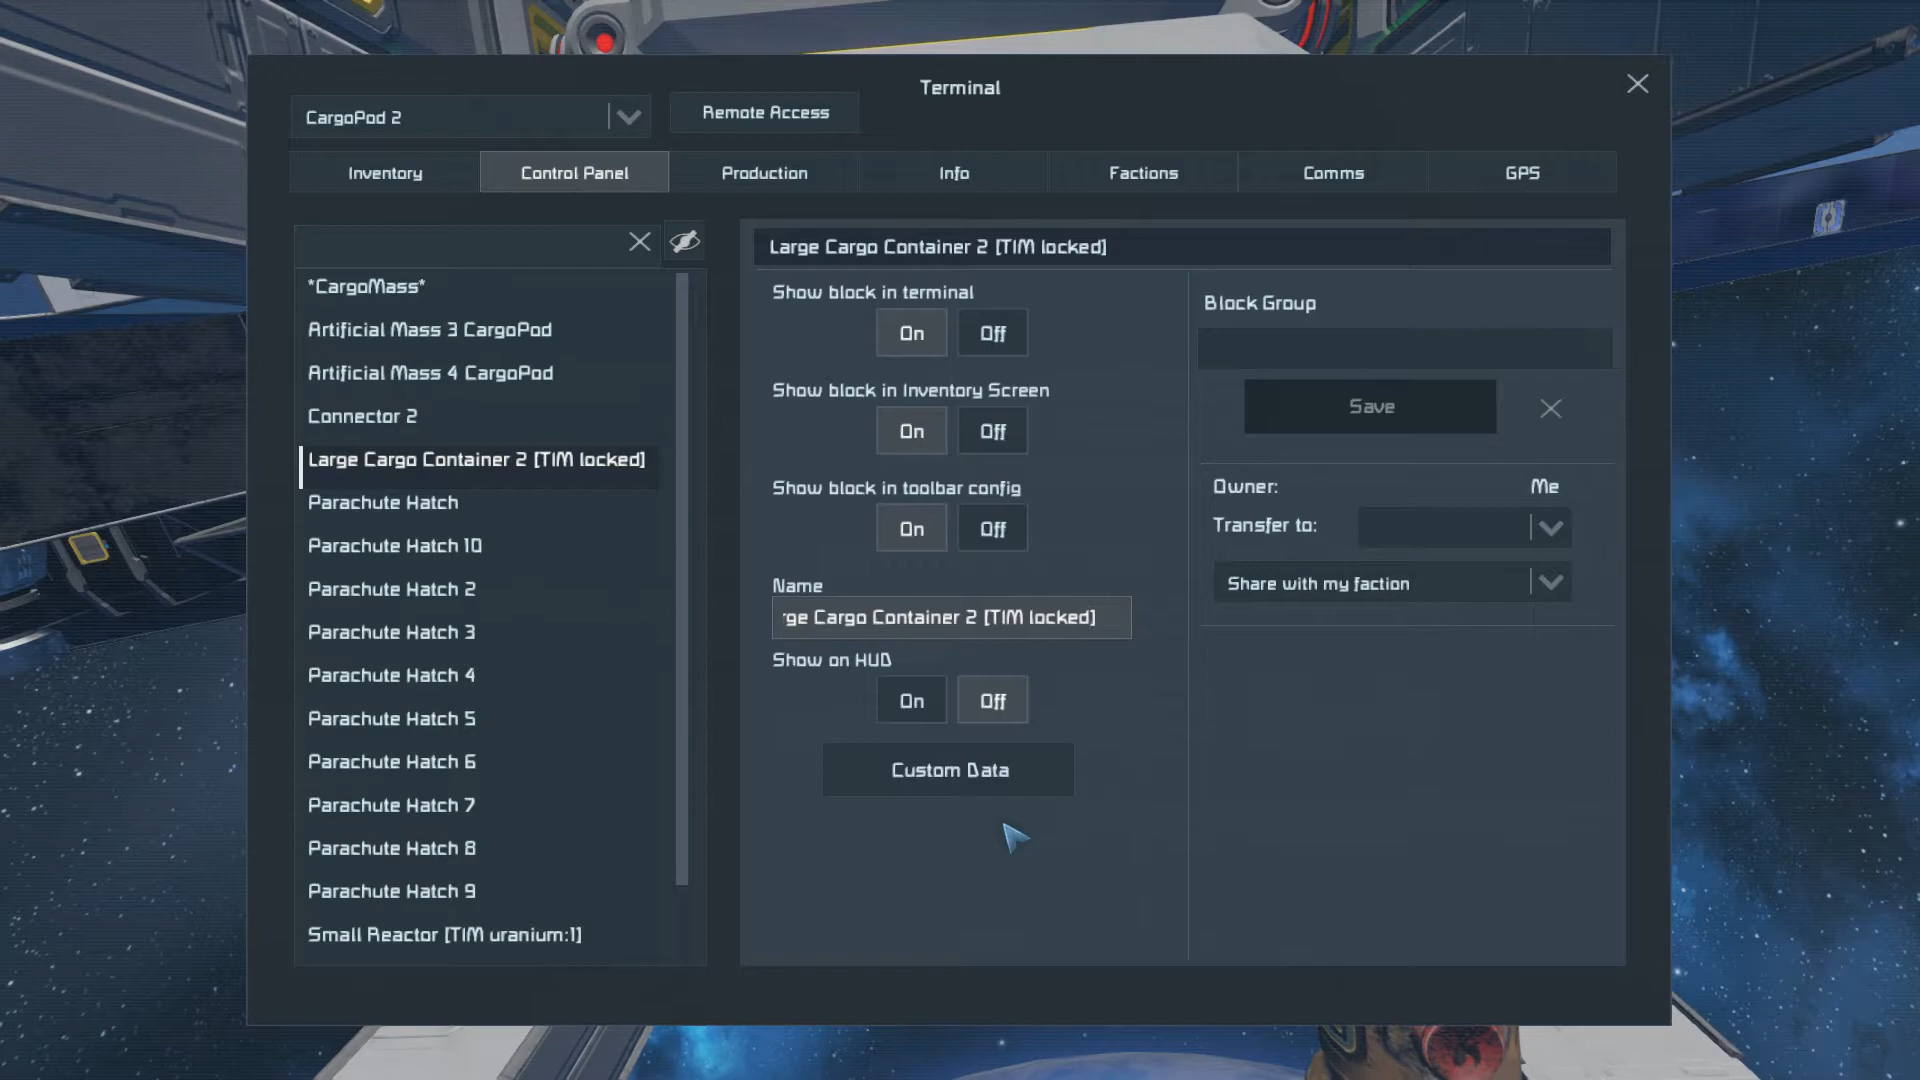 Terminal
CargoPod 2
Remote Access
Inventory
Control Panel
Production
Info
Factions
Comms
GPS
*CargoMass*
Artificial Mass 3 CargoPod
Artificial Mass 4 CargoPod
Connector 2
Large Cargo Container 2 [TIM locked]
Parachute Hatch
Parachute Hatch 10
Parachute Hatch 2
Parachute Hatch 3
Parachute Hatch 4
Parachute Hatch 5
Parachute Hatch 6
Parachute Hatch 7
Parachute Hatch 8
Parachute Hatch 9
Small Reactor [TIM uranium:1]
Large Cargo Container 2 [TIM locked]
Show block in terminal
On Off
Show block in Inventory Screen
On Off
Show block in toolbar config
On Off
Name
rge Cargo Container 2 [TIM locked]
Show on HUD
On Off
Custom Data
Block Group
Save
Owner: Me
Transfer to:
Share with my faction